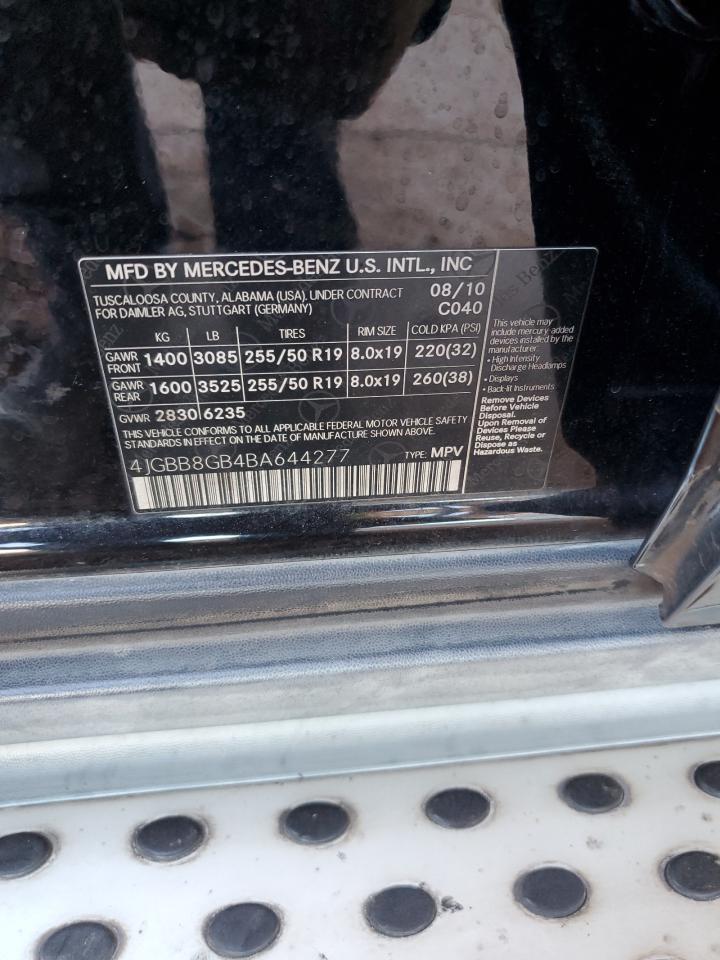 MFD BY MERCEDES-BENZ U.S. INTL., INC
TUSCALOOSA COUNTY, ALABAMA (USA). UNDER CONTRACT 08/10
FOR DAIMLER AG, STUTTGART (GERMANY) C040
KG LB TIRES RIM SIZE COLD KPA (PSI)
GAWR FRONT 1400 3085 255/50 R19 8.0x19 220(32)
GAWR REAR 1600 3525 255/50 R19 8.0x19 260(38)
GVWR 2830 6235
THIS VEHICLE CONFORMS TO ALL APPLICABLE FEDERAL MOTOR VEHICLE SAFETY
AND THEFT PREVENTION STANDARDS IN EFFECT ON THE DATE OF MANUFACTURE
4JGBB8GB4BA644277 TYPE: MPV
This vehicle may
include mercury-added
devices installed by the
manufacturer:
• High Intensity
Discharge Headlamps
• Displays
• Back-lit Instruments
Remove Devices
Before Vehicle
Disposal.
Upon Removal of
Devices Please
Reuse, Recycle or
Dispose as
Hazardous Waste.